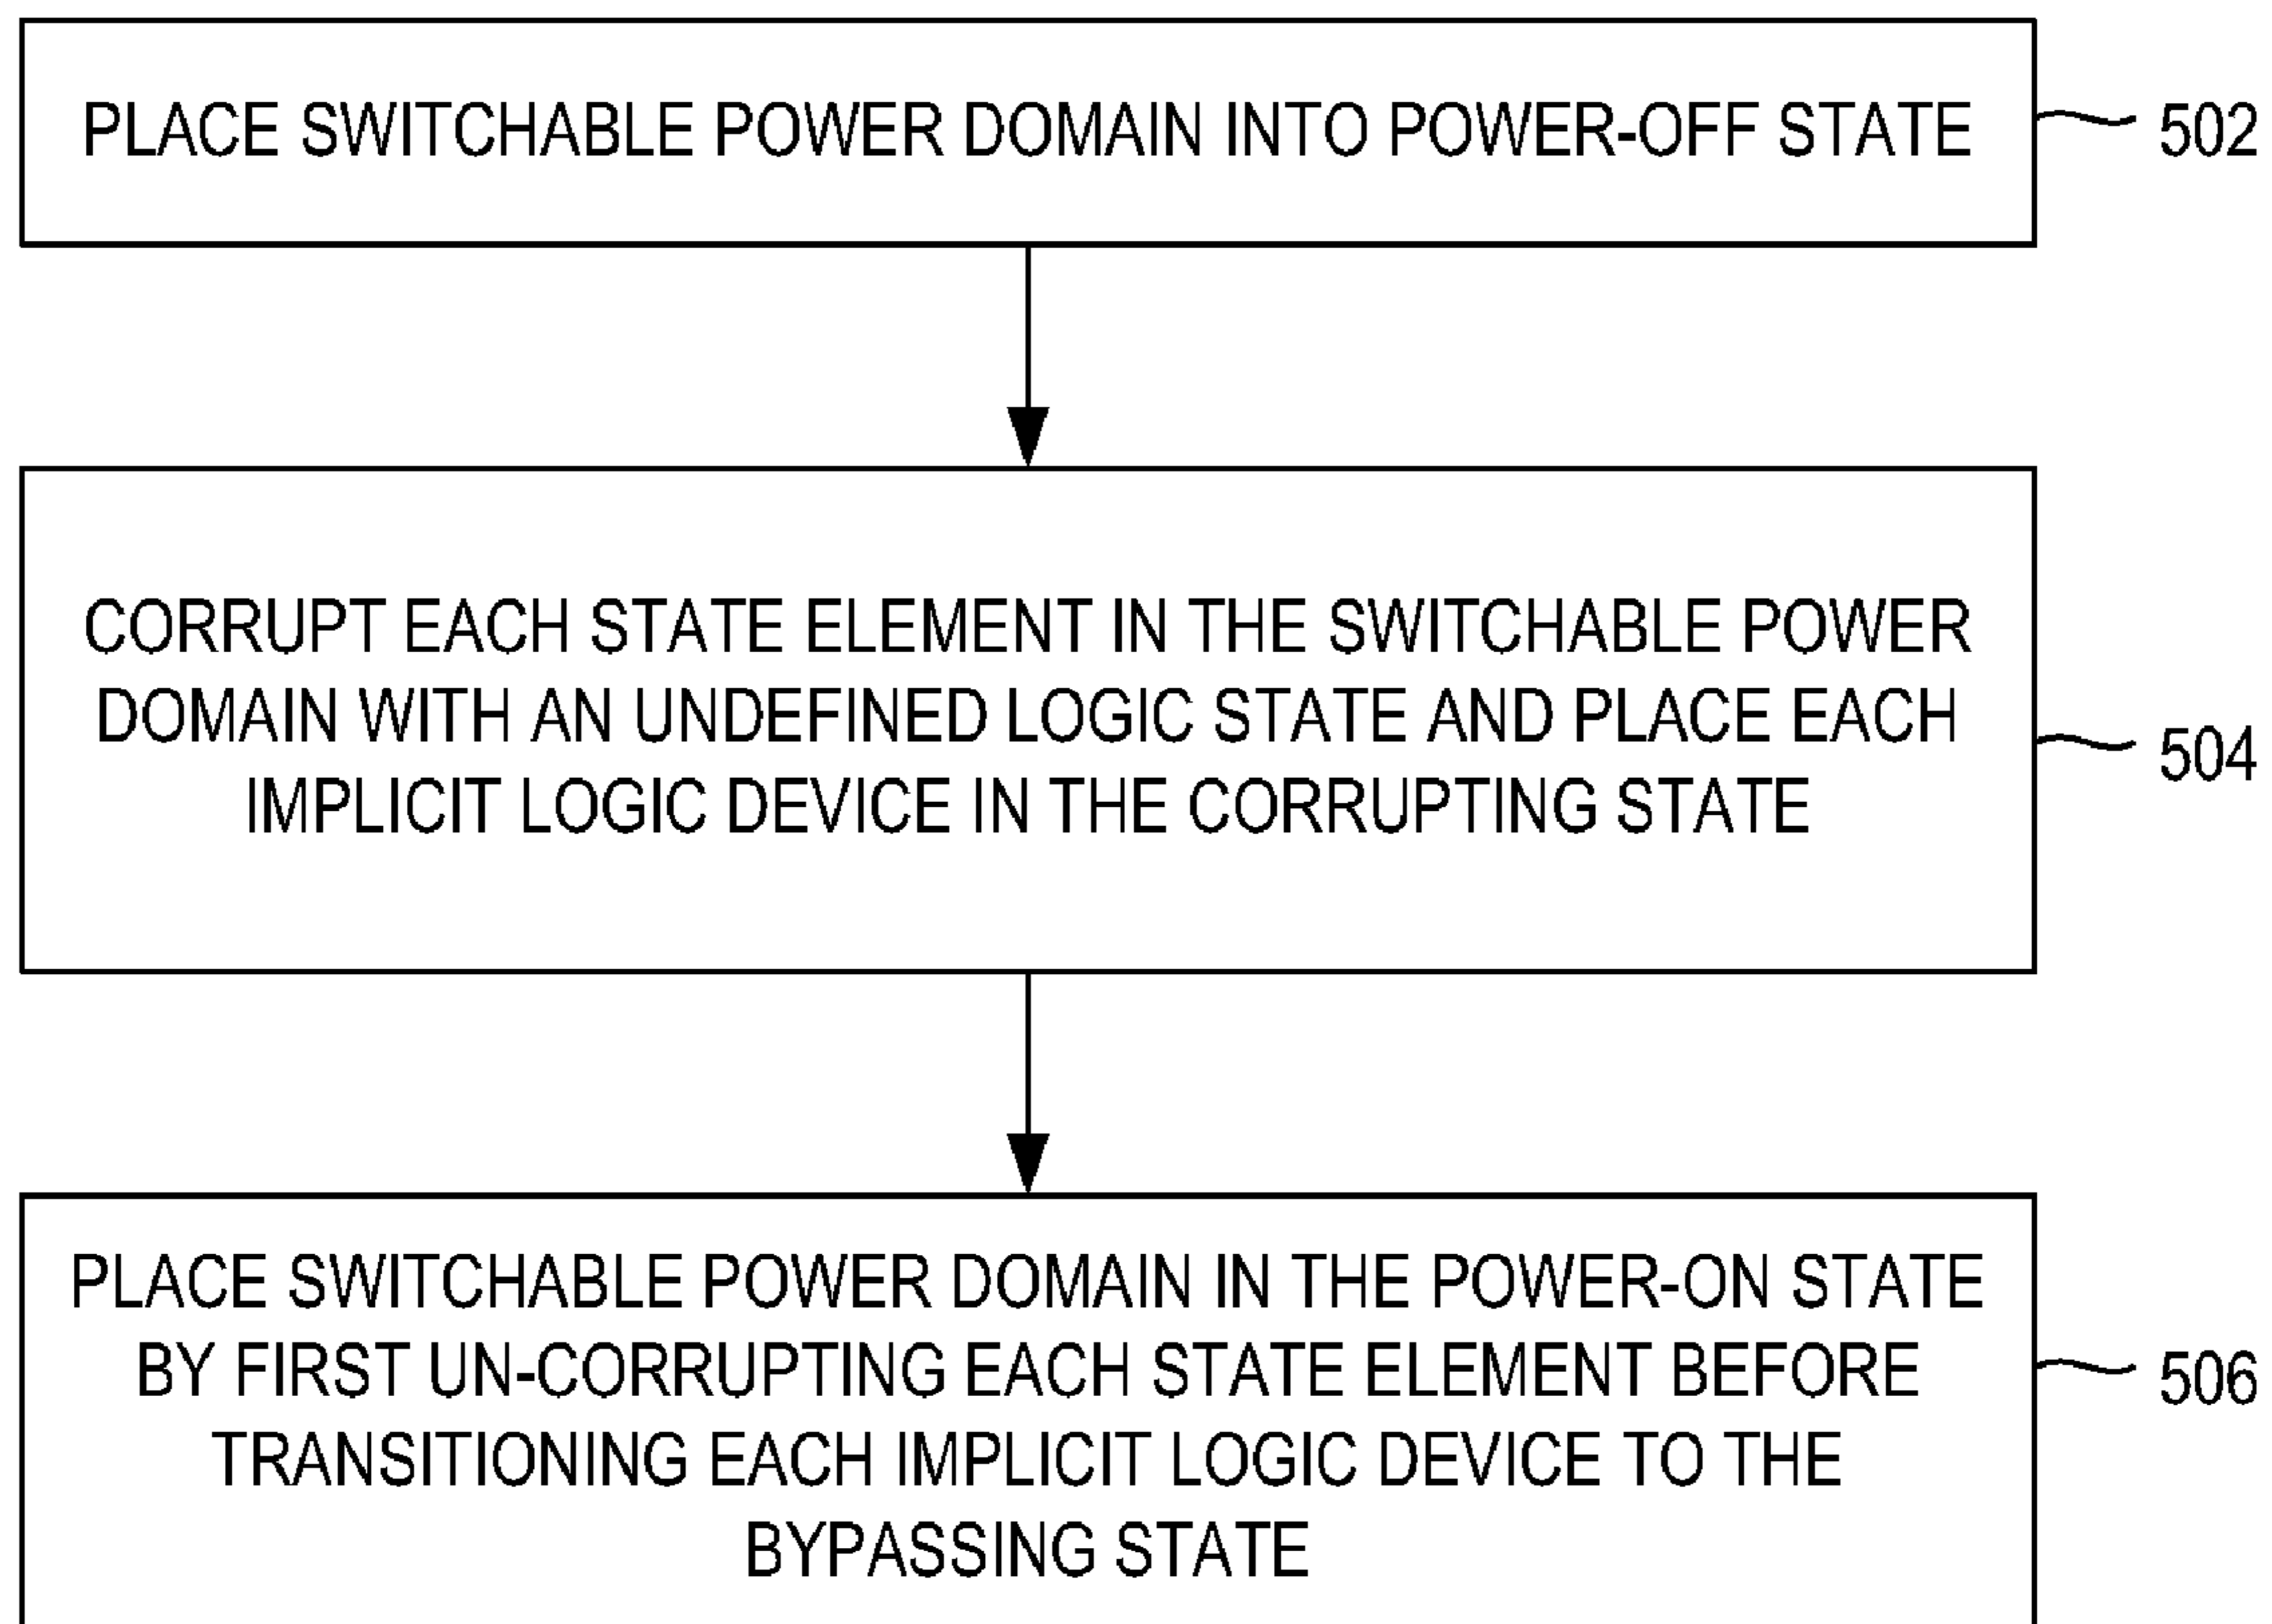 PLACE SWITCHABLE POWER DOMAIN INTO POWER-OFF STATE
502
CORRUPT EACH STATE ELEMENT IN THE SWITCHABLE POWER
DOMAIN WITH AN UNDEFINED LOGIC STATE AND PLACE EACH
IMPLICIT LOGIC DEVICE IN THE CORRUPTING STATE
504
PLACE SWITCHABLE POWER DOMAIN IN THE POWER-ON STATE
BY FIRST UN-CORRUPTING EACH STATE ELEMENT BEFORE
TRANSITIONING EACH IMPLICIT LOGIC DEVICE TO THE
BYPASSING STATE
506